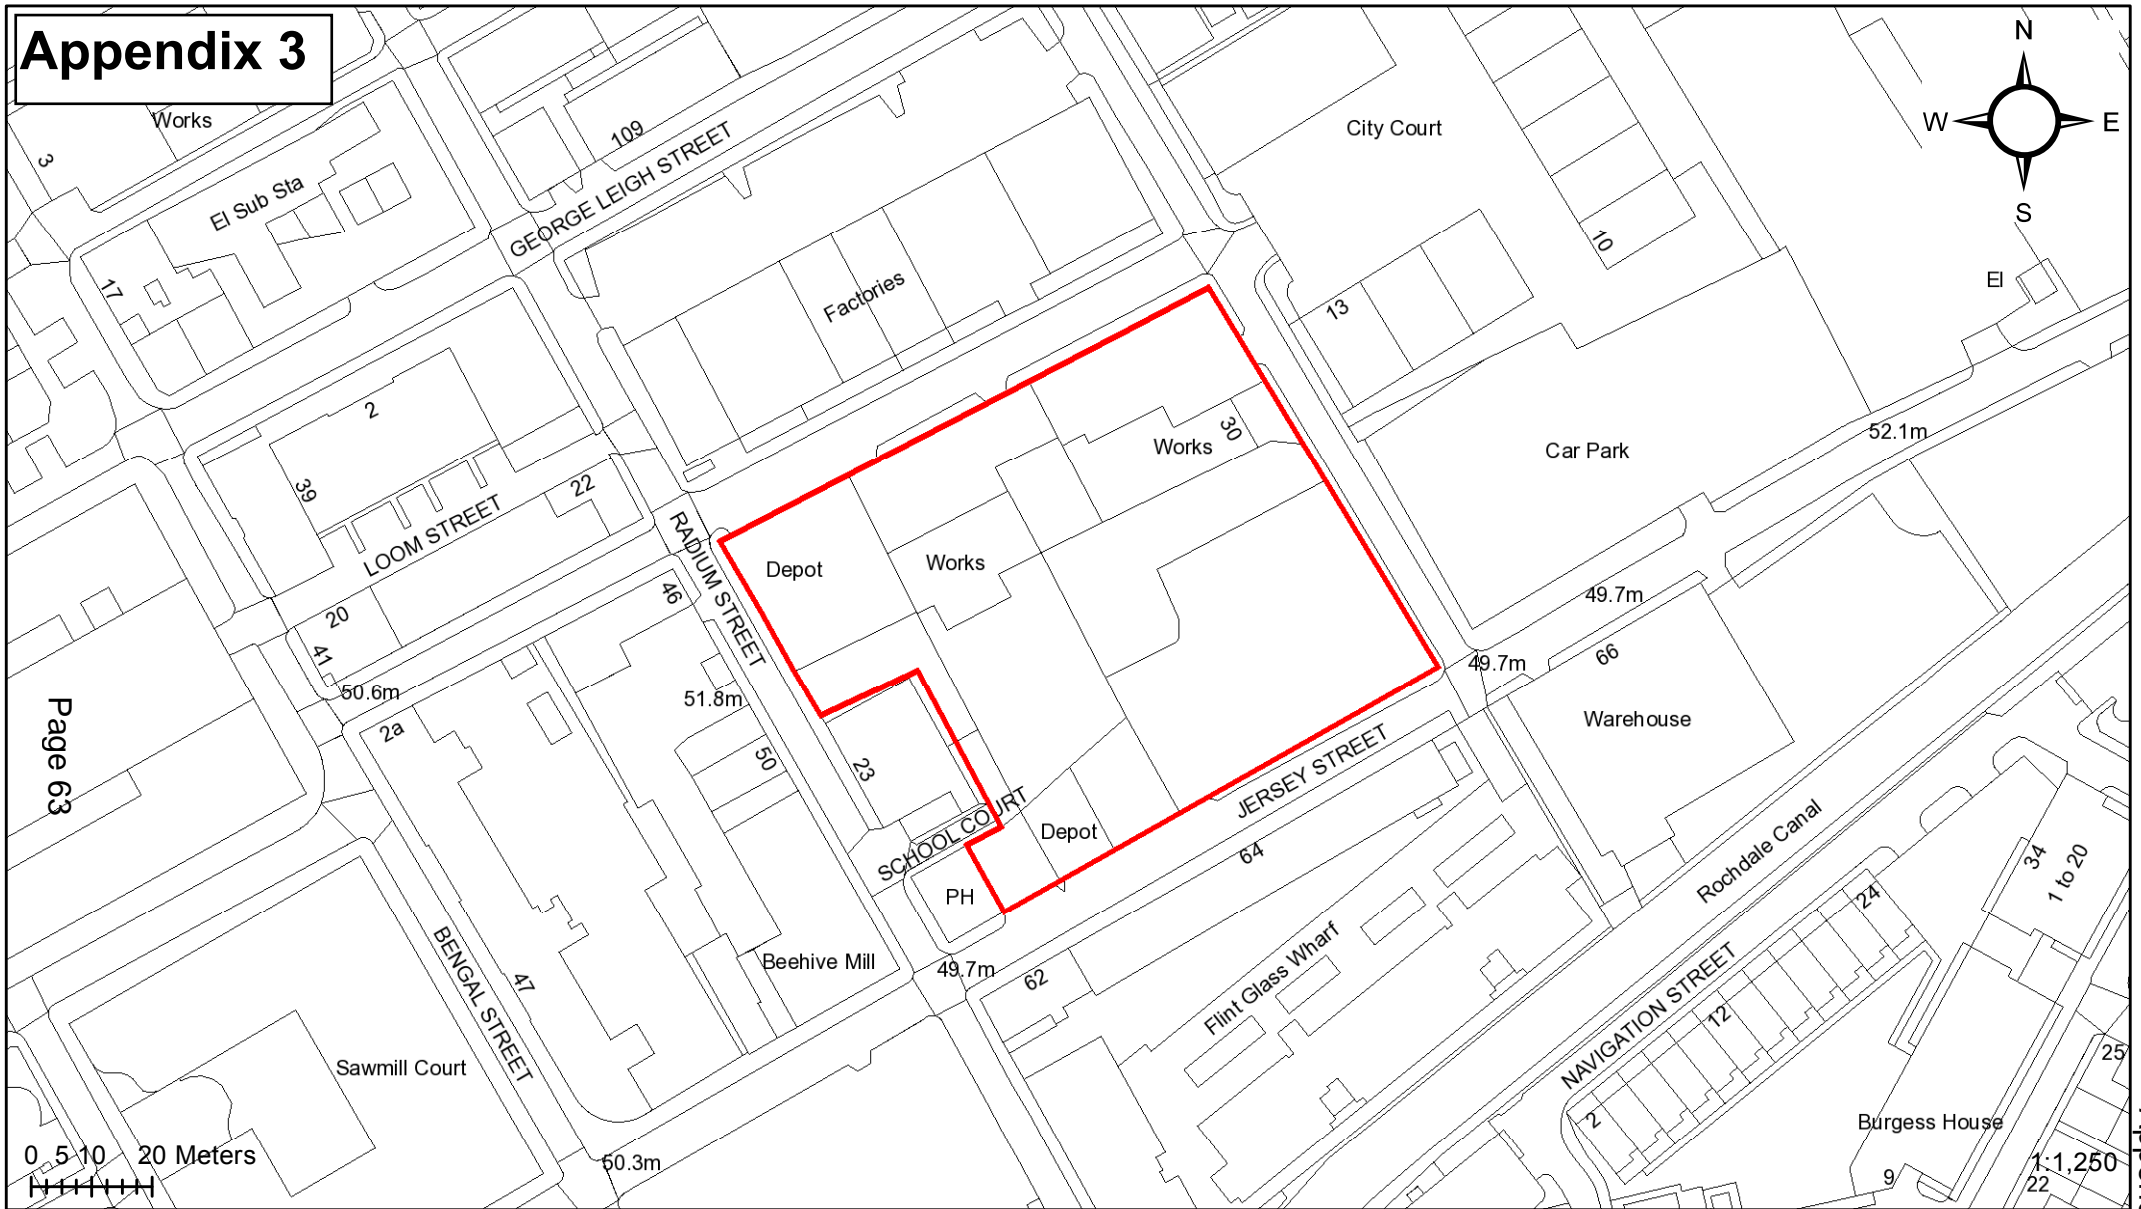 Appendix 3
N
W
E
S
Works
3
109
GEORGE LEIGH STREET
City Court
El Sub Sta
17
10
El
Factories
13
2
39
22
LOOM STREET
30
Works
Car Park
52.1m
RADIUM STREET
Depot
Works
46
49.7m
20
41
50.6m
2a
51.8m
50
49.7m
66
Warehouse
23
JERSEY STREET
SCHOOL COURT
Depot
64
PH
Rochdale Canal
34
1 to 20
24
Page 63
BENGAL STREET
47
Beehive Mill
49.7m
62
Flint Glass Wharf
NAVIGATION STREET
12
2
Sawmill Court
25
Burgess House
50.3m
0 5 10 20 Meters
9
1:1,250
22